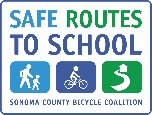 SAFE ROUTES
TO SCHOOL
SONOMA COUNTY BICYCLE COALITION